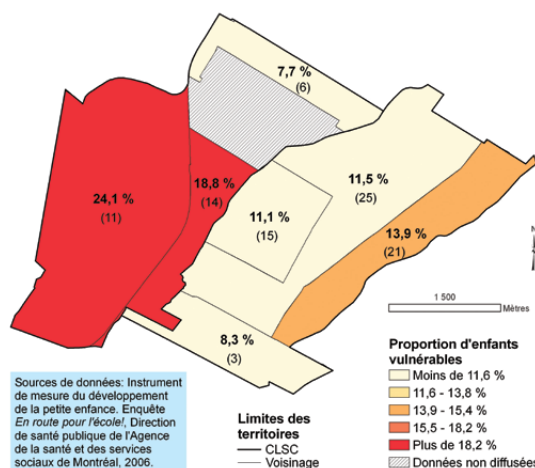 7,7 %
(6)
24,1 %
(11)
18,8 %
(14)
11,5 %
(25)
11,1 %
(15)
13,9 %
(21)
8,3 %
(3)
N
1 500
Mètres
Sources de données: Instrument
de mesure du développement
de la petite enfance. Enquête
En route pour l'école!, Direction
de santé publique de l'Agence
de la santé et des services
sociaux de Montréal, 2006.
Limites des
territoires
CLSC
Voisinage
Proportion d'enfants
vulnérables
Moins de 11,6 %
11,6 - 13,8 %
13,9 - 15,4 %
15,5 - 18,2 %
Plus de 18,2 %
Données non diffusées